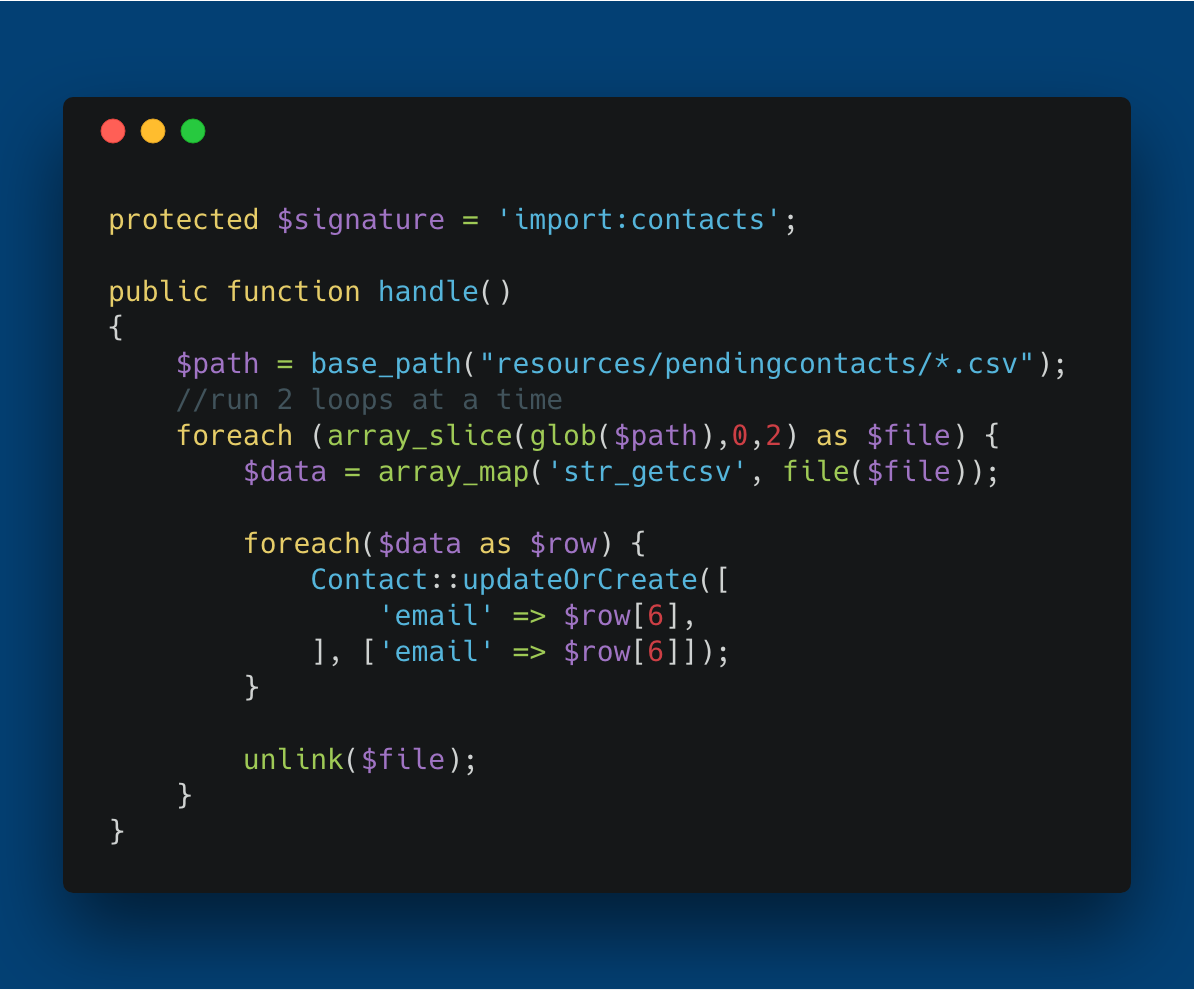 protected $signature = 'import:contacts';

public function handle()
{
    $path = base_path("resources/pendingcontacts/*.csv");
    //run 2 loops at a time
    foreach (array_slice(glob($path),0,2) as $file) {
        $data = array_map('str_getcsv', file($file));

        foreach($data as $row) {
            Contact::updateOrCreate([
                'email' => $row[6],
            ], ['email' => $row[6]]);
        }

        unlink($file);
    }
}